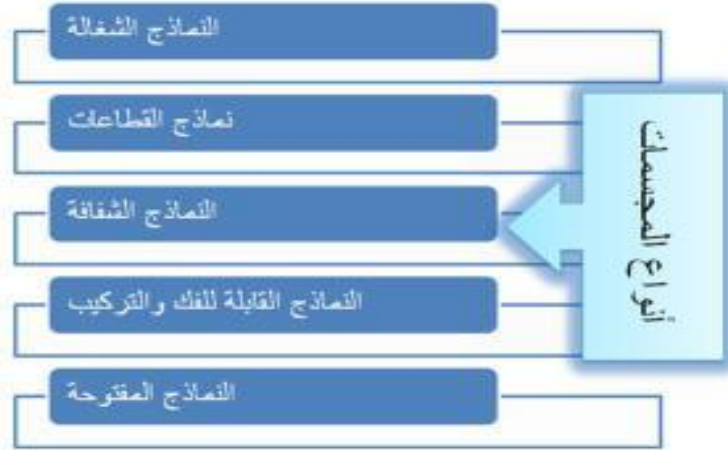 أنواع المجسمات
النماذج الشغالة
نماذج القطاعات
النماذج الشفافة
النماذج القابلة للفك والتركيب
النماذج المفتوحة